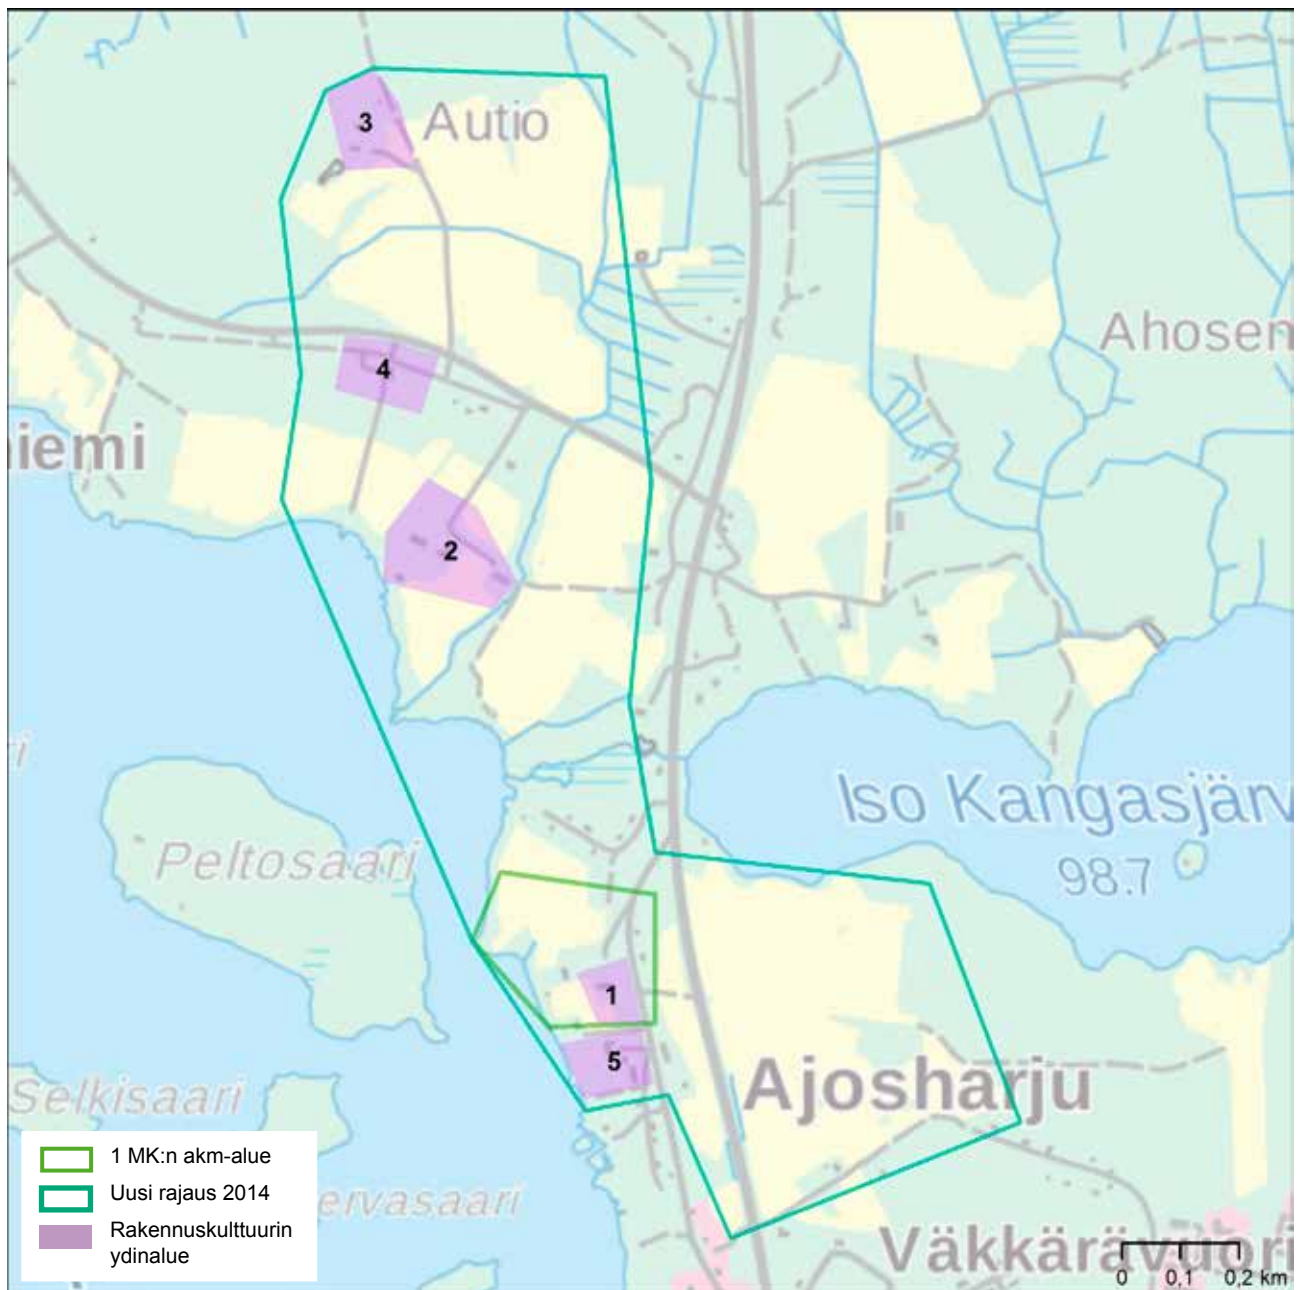 3
Autio
Ahosen
4
niemi
2
Iso Kangasjärv
98.7
Peltosaari
1
5
Ajosharju
Selkisaari
ervasaari
Väkkärävuori
1 MK:n akm-alue
Uusi rajaus 2014
Rakennuskulttuurin
ydinalue
0 0,1 0,2 km